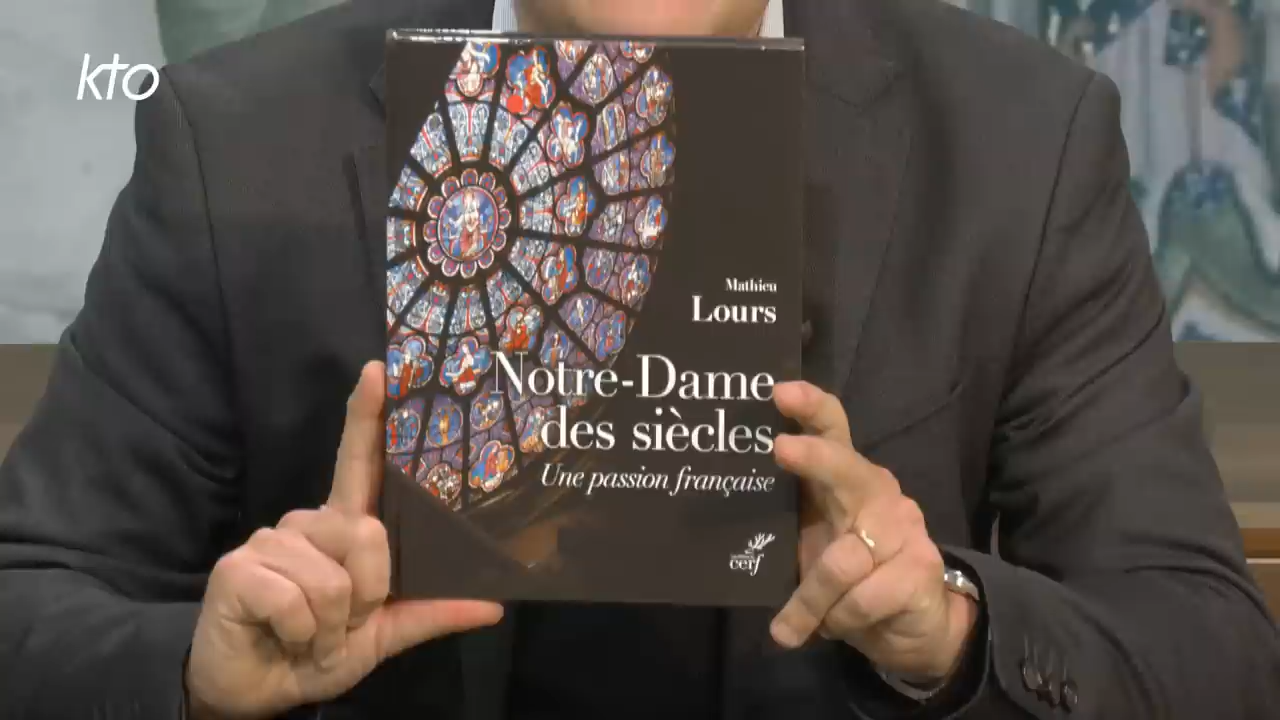 kto
Mathieu
Lours
Notre-Dame
des siècles
Une passion française
cerf